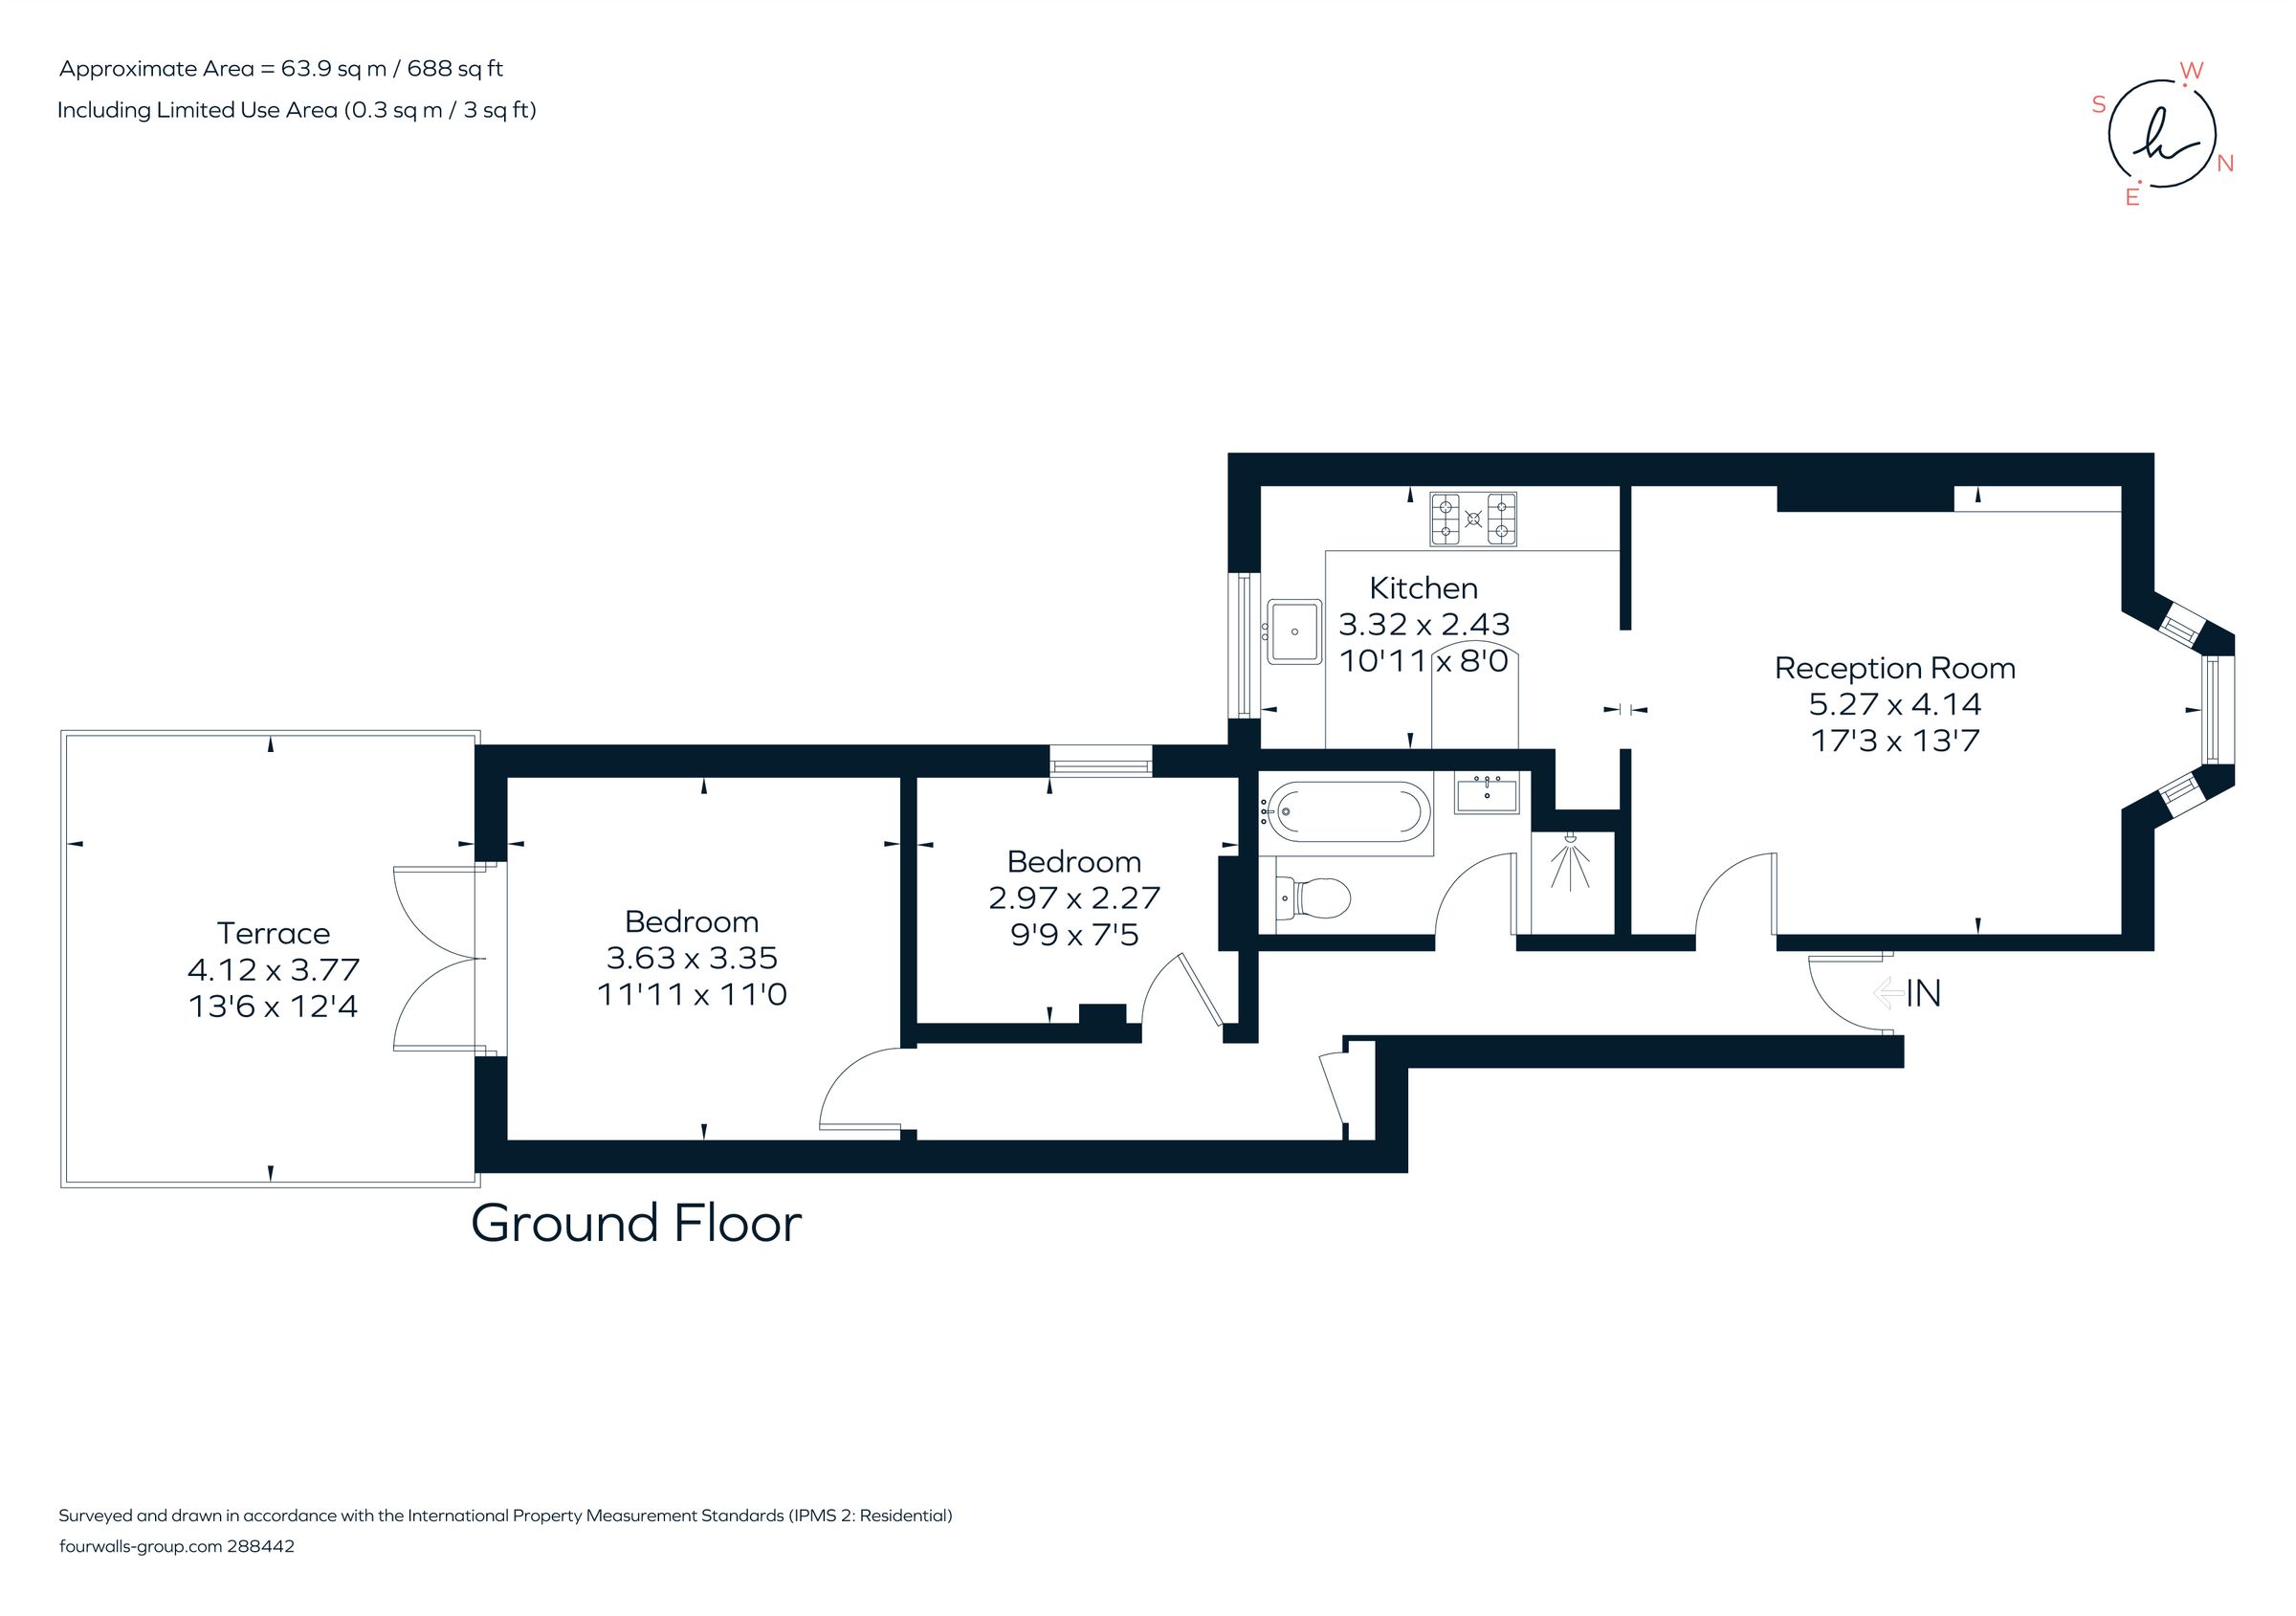 Approximate Area = 63.9 sq m / 688 sq ft
Including Limited Use Area (0.3 sq m / 3 sq ft)
W
S
h
N
E
Kitchen
3.32 x 2.43
10'11 x 8'0
Reception Room
5.27 x 4.14
17'3 x 13'7
Bedroom
2.97 x 2.27
9'9 x 7'5
Bedroom
3.63 x 3.35
11'11 x 11'0
Terrace
4.12 x 3.77
13'6 x 12'4
IN
Ground Floor
Surveyed and drawn in accordance with the International Property Measurement Standards (IPMS 2: Residential)
fourwalls-group.com 288442